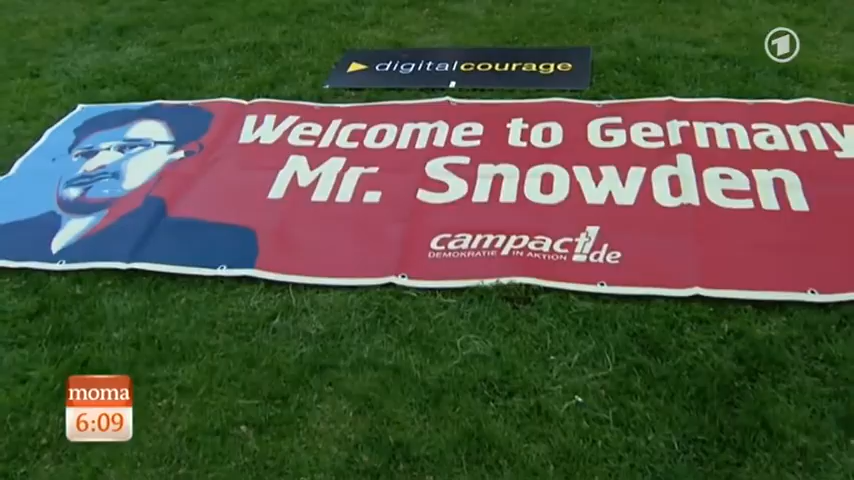 1
digitalcourage
Welcome to Germany
Mr. Snowden
campact!.de
DEMOKRATIE IN AKTION
moma
6:09